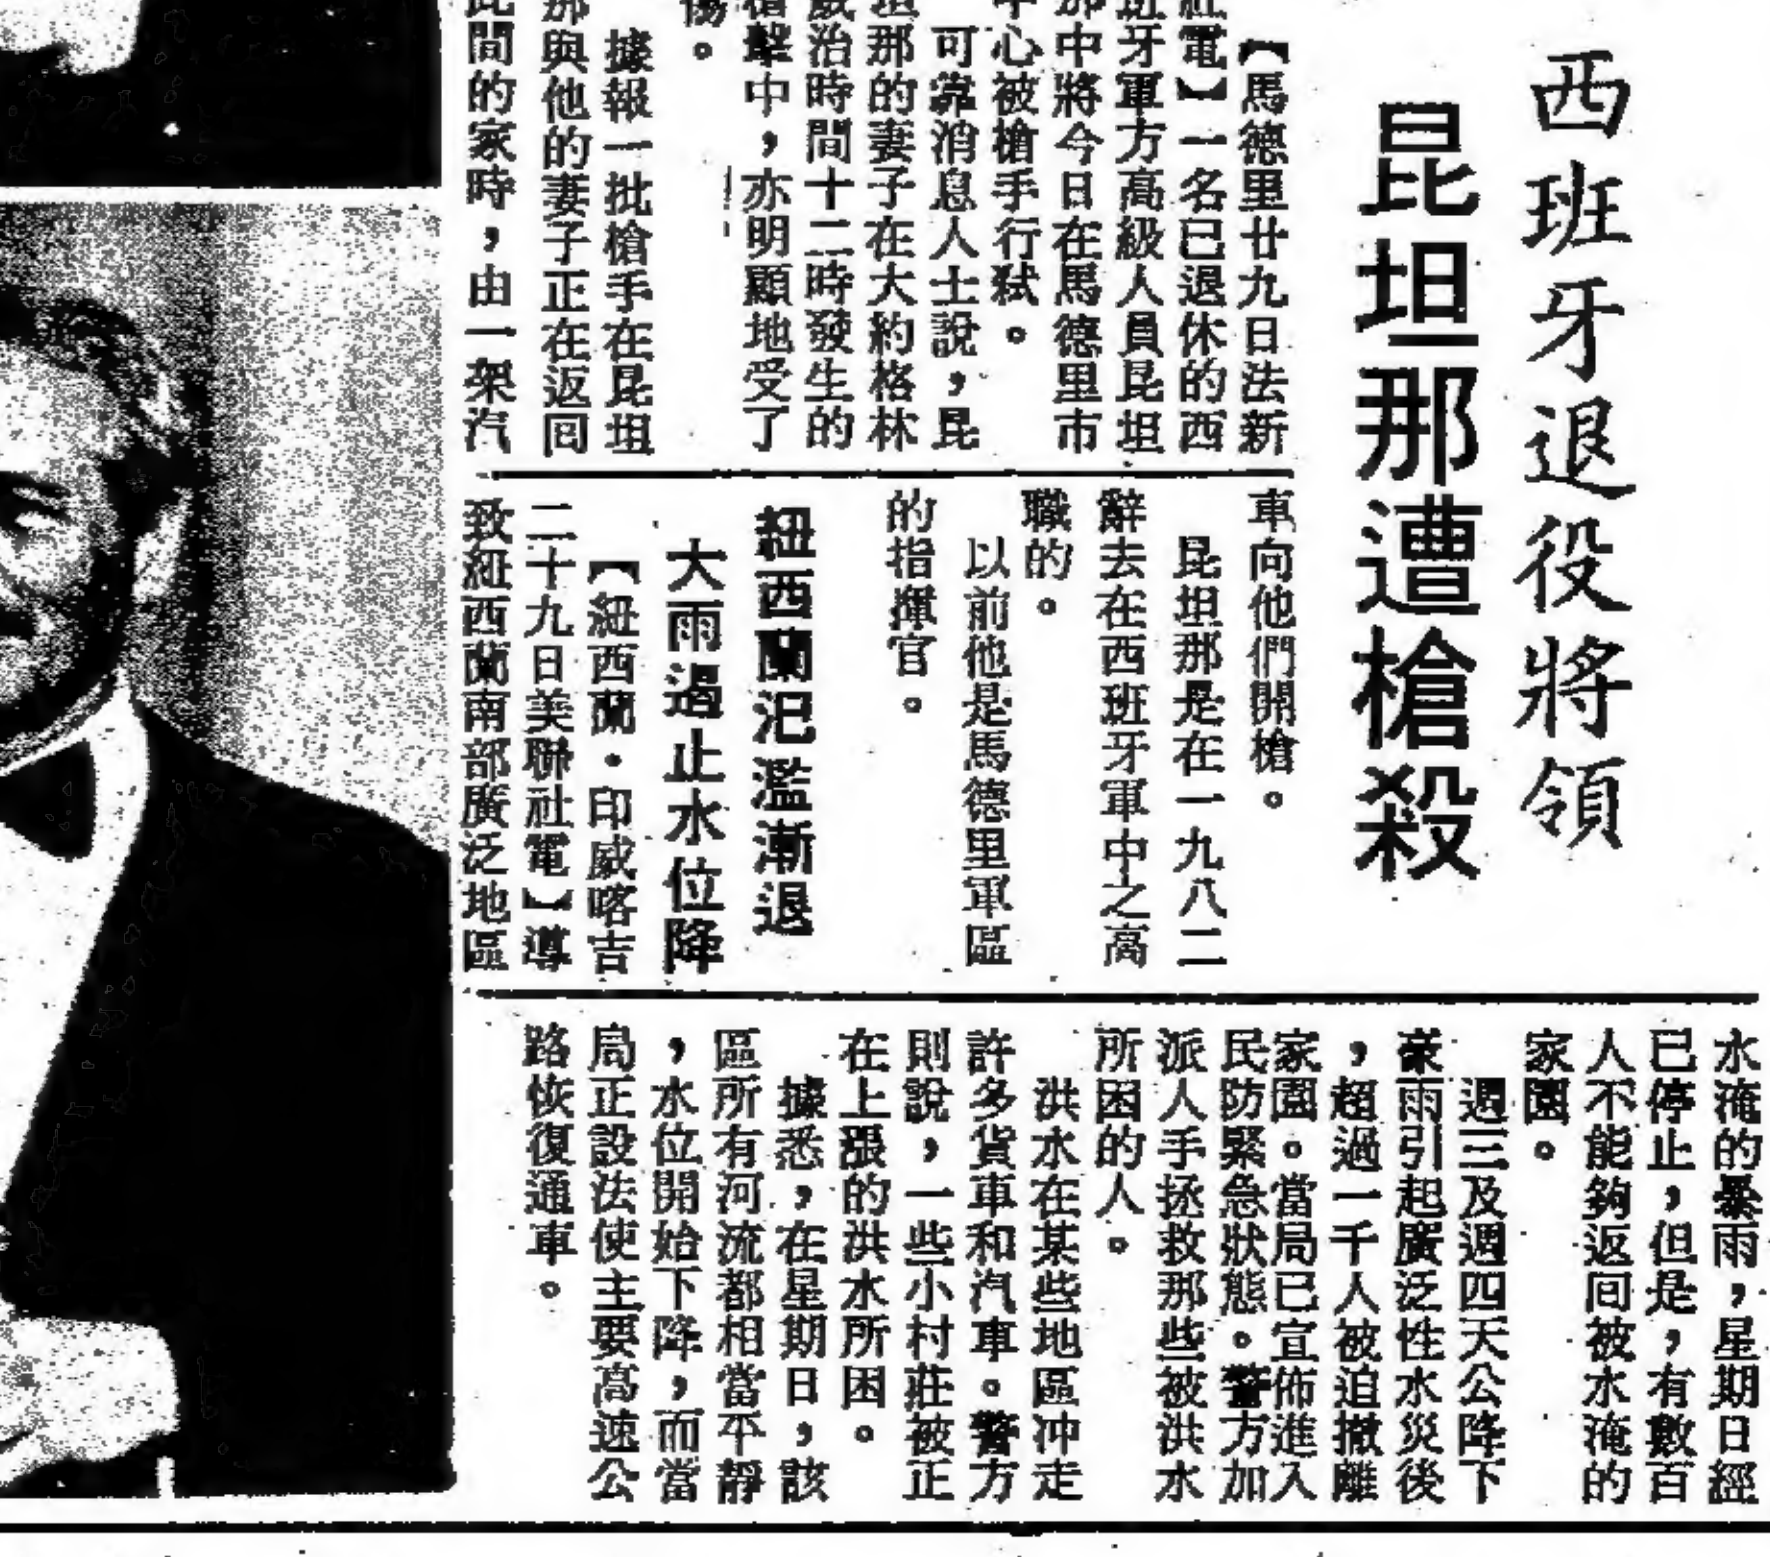 西班牙退役將領
昆坦那遭槍殺
【馬德里廿九日法新
社電】一名已退休的西
班牙軍方高級人員昆坦
那中將今日在馬德里市
中心被槍手行弒。
可靠消息人士說，昆
坦那的妻子在大約格林
威治時間十二時發生的
槍擊中，亦明顯地受了
傷。
據報一批槍手在昆坦
那與他的妻子正在返回
此間的家時，由一架汽
車向他們開槍。
昆坦那是在一九八二
辭去在西班牙軍中之高
職的。
以前他是馬德里軍區
的指揮官。
紐西蘭氾濫漸退
大雨遏止水位降
【紐西蘭・印威喀吉
二十九日美聯社電】導
致紐西蘭南部廣泛地區
水淹的暴雨，星期日經
已停止，但是，有數百
人不能夠返回被水淹的
家園。
週三及週四天公降下
豪雨引起廣泛性水災後
，超過一千人被迫撤離
家園。當局已宣佈進入
民防緊急狀態。警方加
派人手拯救那些被洪水
所困的人。
洪水在某些地區冲走
許多貨車和汽車。警方
則說，一些小村莊被正
在上漲的洪水所困。
據悉，在星期日，該
區所有河流都相當平靜
，水位開始下降，而當
局正設法使主要高速公
路恢復通車。